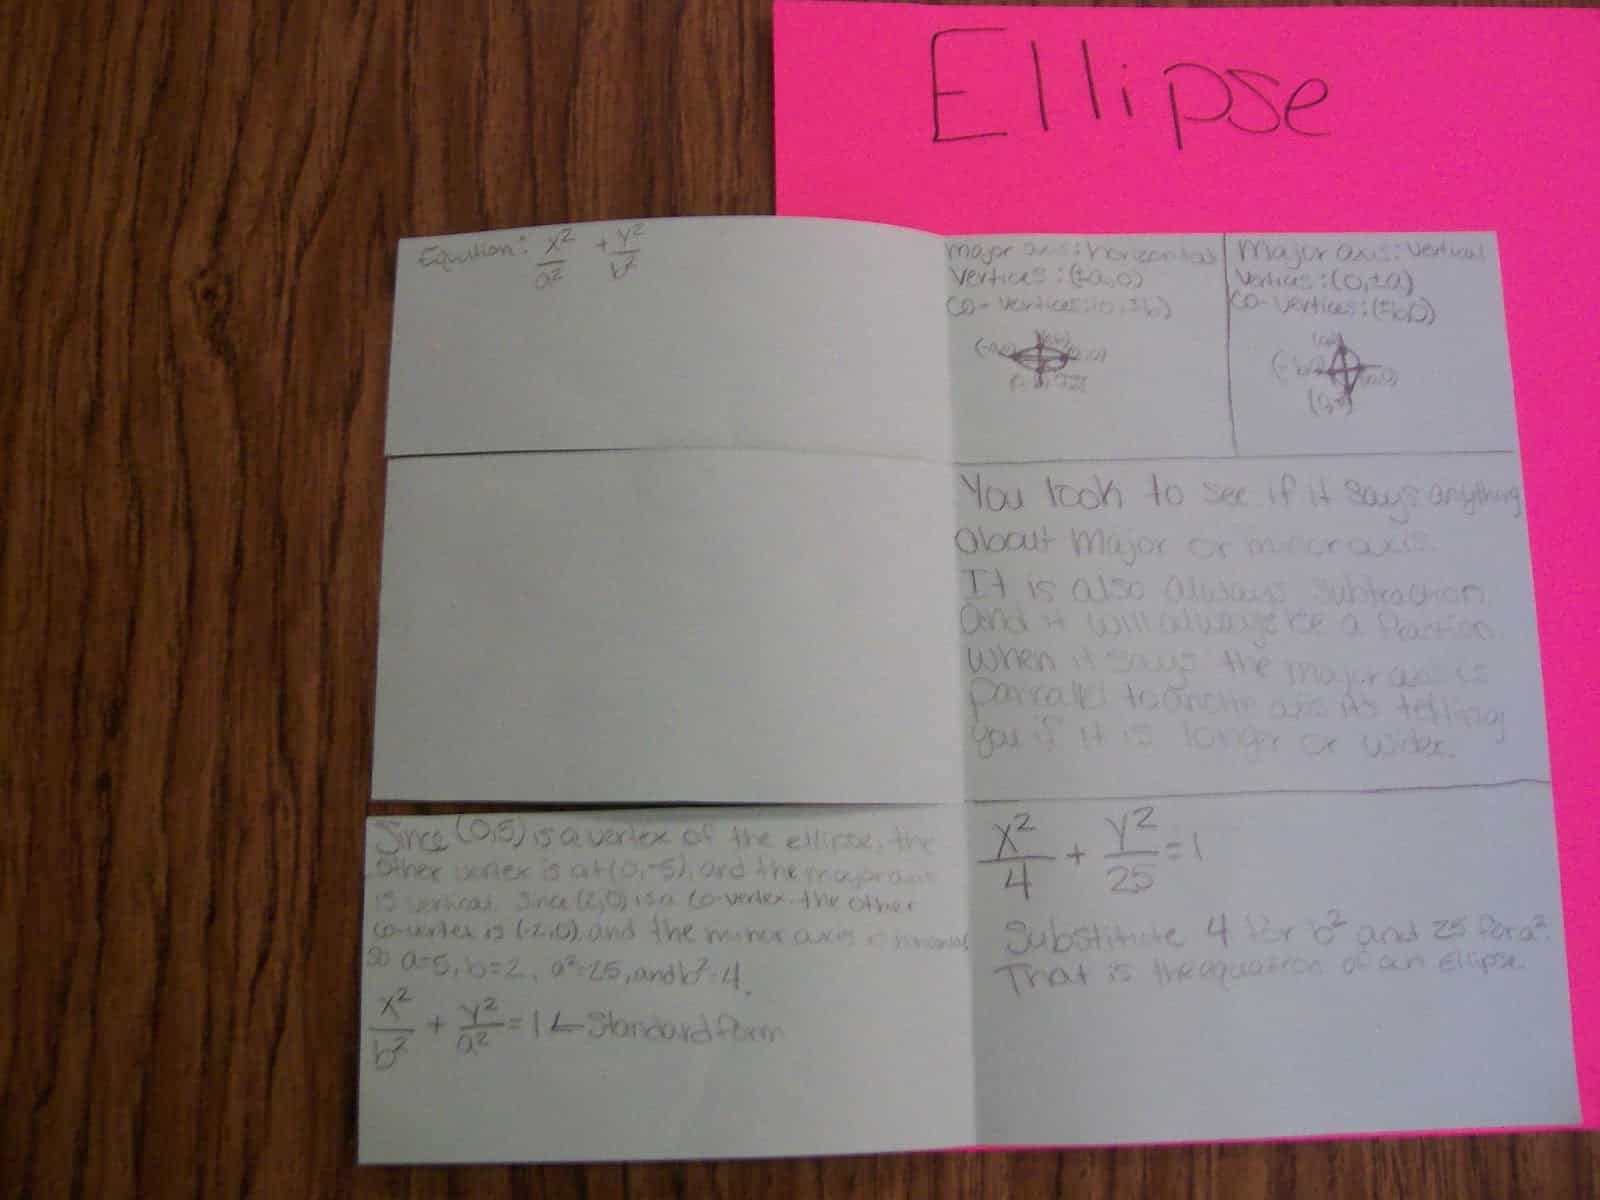 Ellipse
Equation: x²/a² + y²/b²
major axis: horizontal
Vertices: (±a,0)
co-vertices: (0,±b)
Major axis: Vertical
Vertices: (0,±a)
co-vertices: (±b,0)
You look to see if it says anything
about Major or minor axis.
It is also always subtraction.
And it will always be a fraction.
When it says the major axis is
parallel to axis its telling
you if it is longer or wider.
Since (0,5) is a vertex of the ellipse, the
other vertex is at (0,-5), and the major axis
is vertical. Since (2,0) is a co-vertex, the other
co-vertex is (-2,0), and the minor axis is horizontal
so a=5, b=2, a²=25, and b²=4.
x²/b² + y²/a² = 1 ← Standard form
x²/4 + y²/25 = 1
Substitute 4 for b² and 25 for a².
That is the equation of an Ellipse.